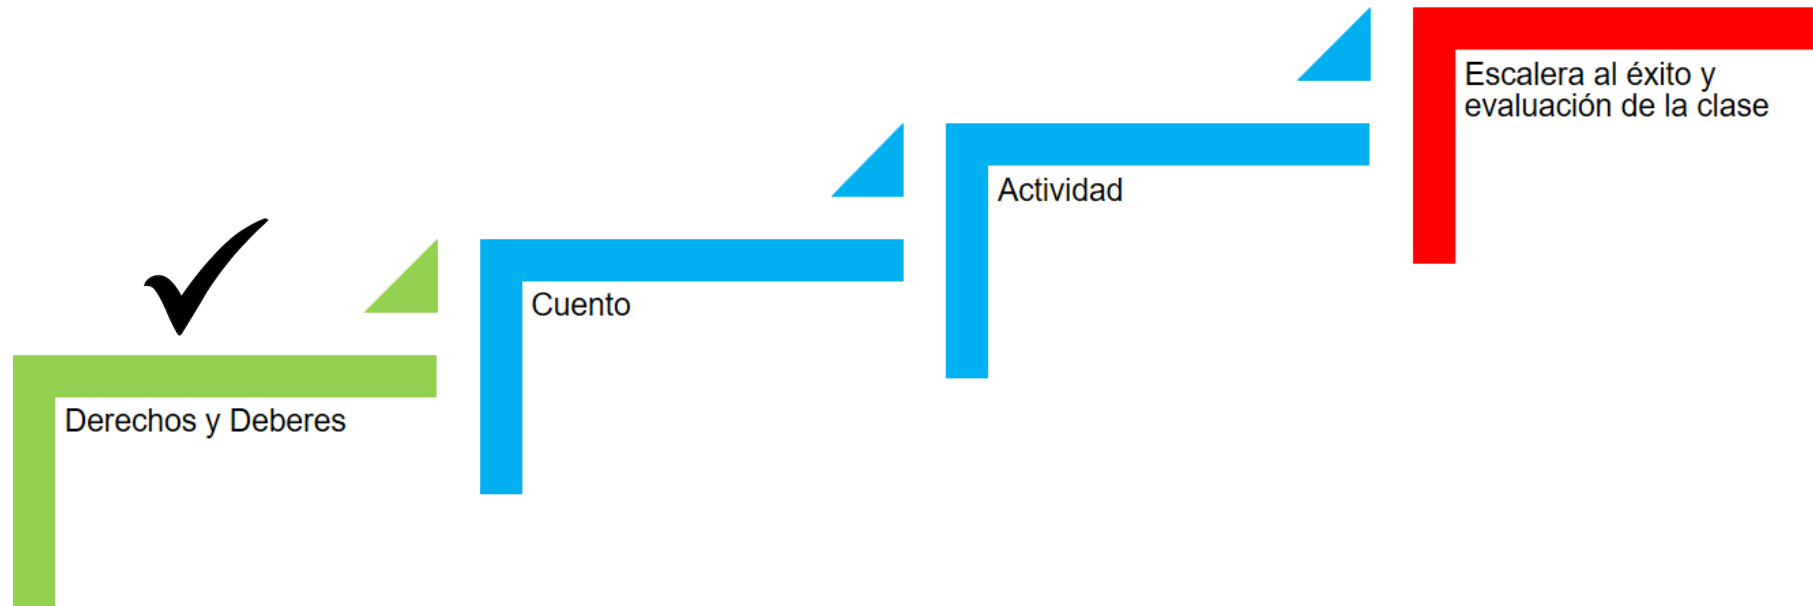 Derechos y Deberes
Cuento
Actividad
Escalera al éxito y
evaluación de la clase